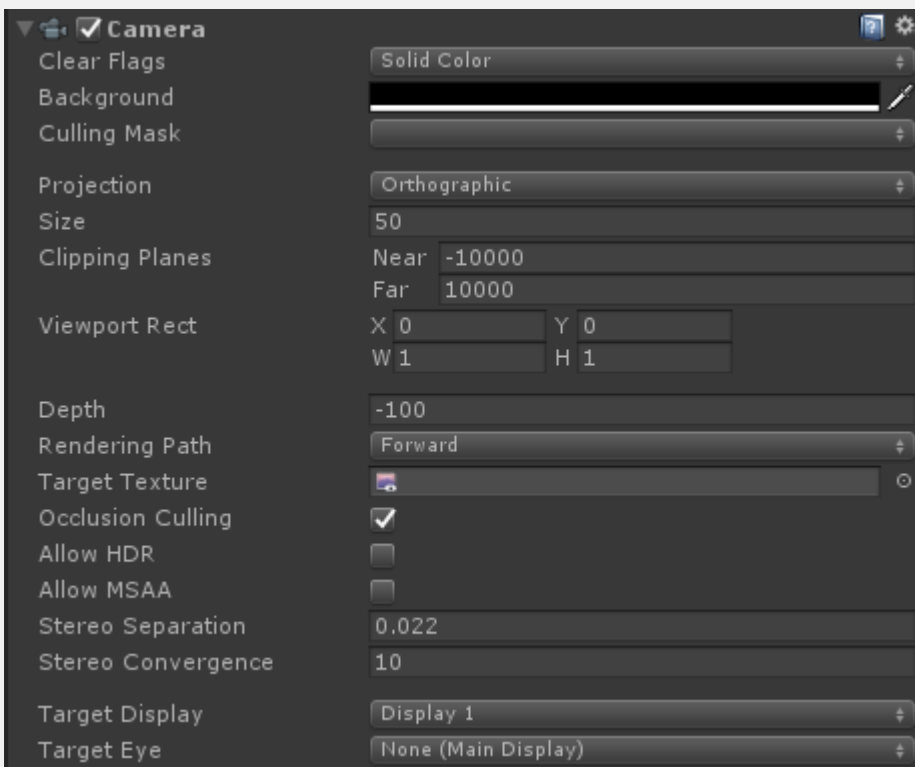 Camera
Clear Flags Solid Color
Background
Culling Mask
Projection Orthographic
Size 50
Clipping Planes Near -10000
Far 10000
Viewport Rect X 0 Y 0
W 1 H 1
Depth -100
Rendering Path Forward
Target Texture
Occlusion Culling
Allow HDR
Allow MSAA
Stereo Separation 0.022
Stereo Convergence 10
Target Display Display 1
Target Eye None (Main Display)